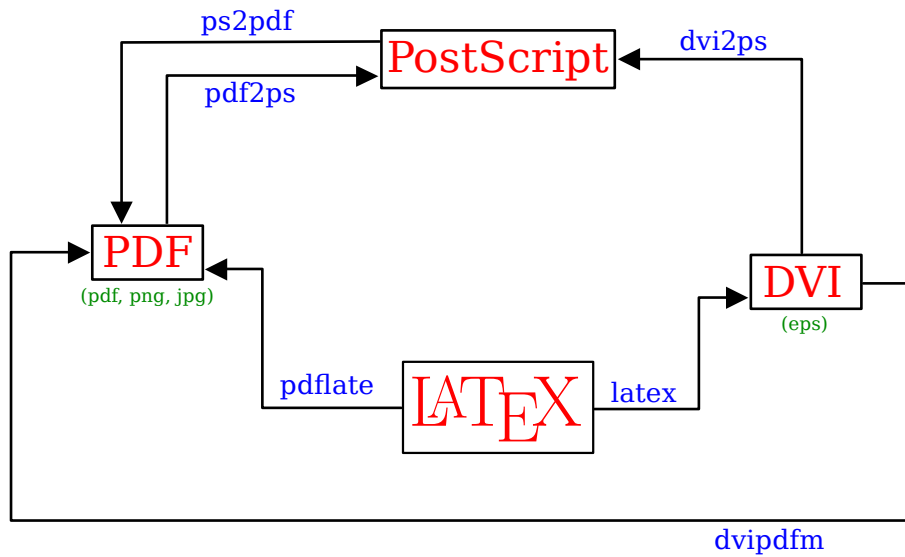 ps2pdf
PostScript
dvi2ps
pdf2ps
PDF
(pdf, png, jpg)
DVI
(eps)
pdflate
LATEX
latex
dvipdfm